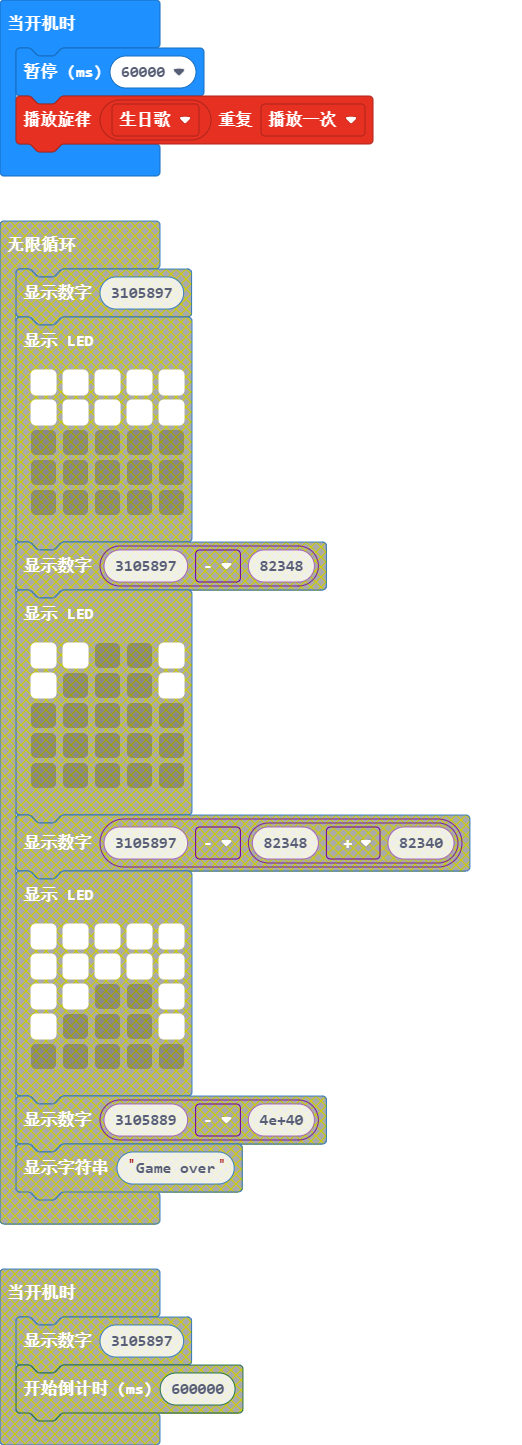 当开机时
暂停 (ms) 60000
播放旋律 生日歌 重复 播放一次
无限循环
显示数字 3105897
显示 LED
显示数字 3105897 - 82348
显示 LED
显示数字 3105897 - 82348 + 82340
显示 LED
显示数字 3105889 - 4e+40
显示字符串 "Game over"
当开机时
显示数字 3105897
开始倒计时 (ms) 600000